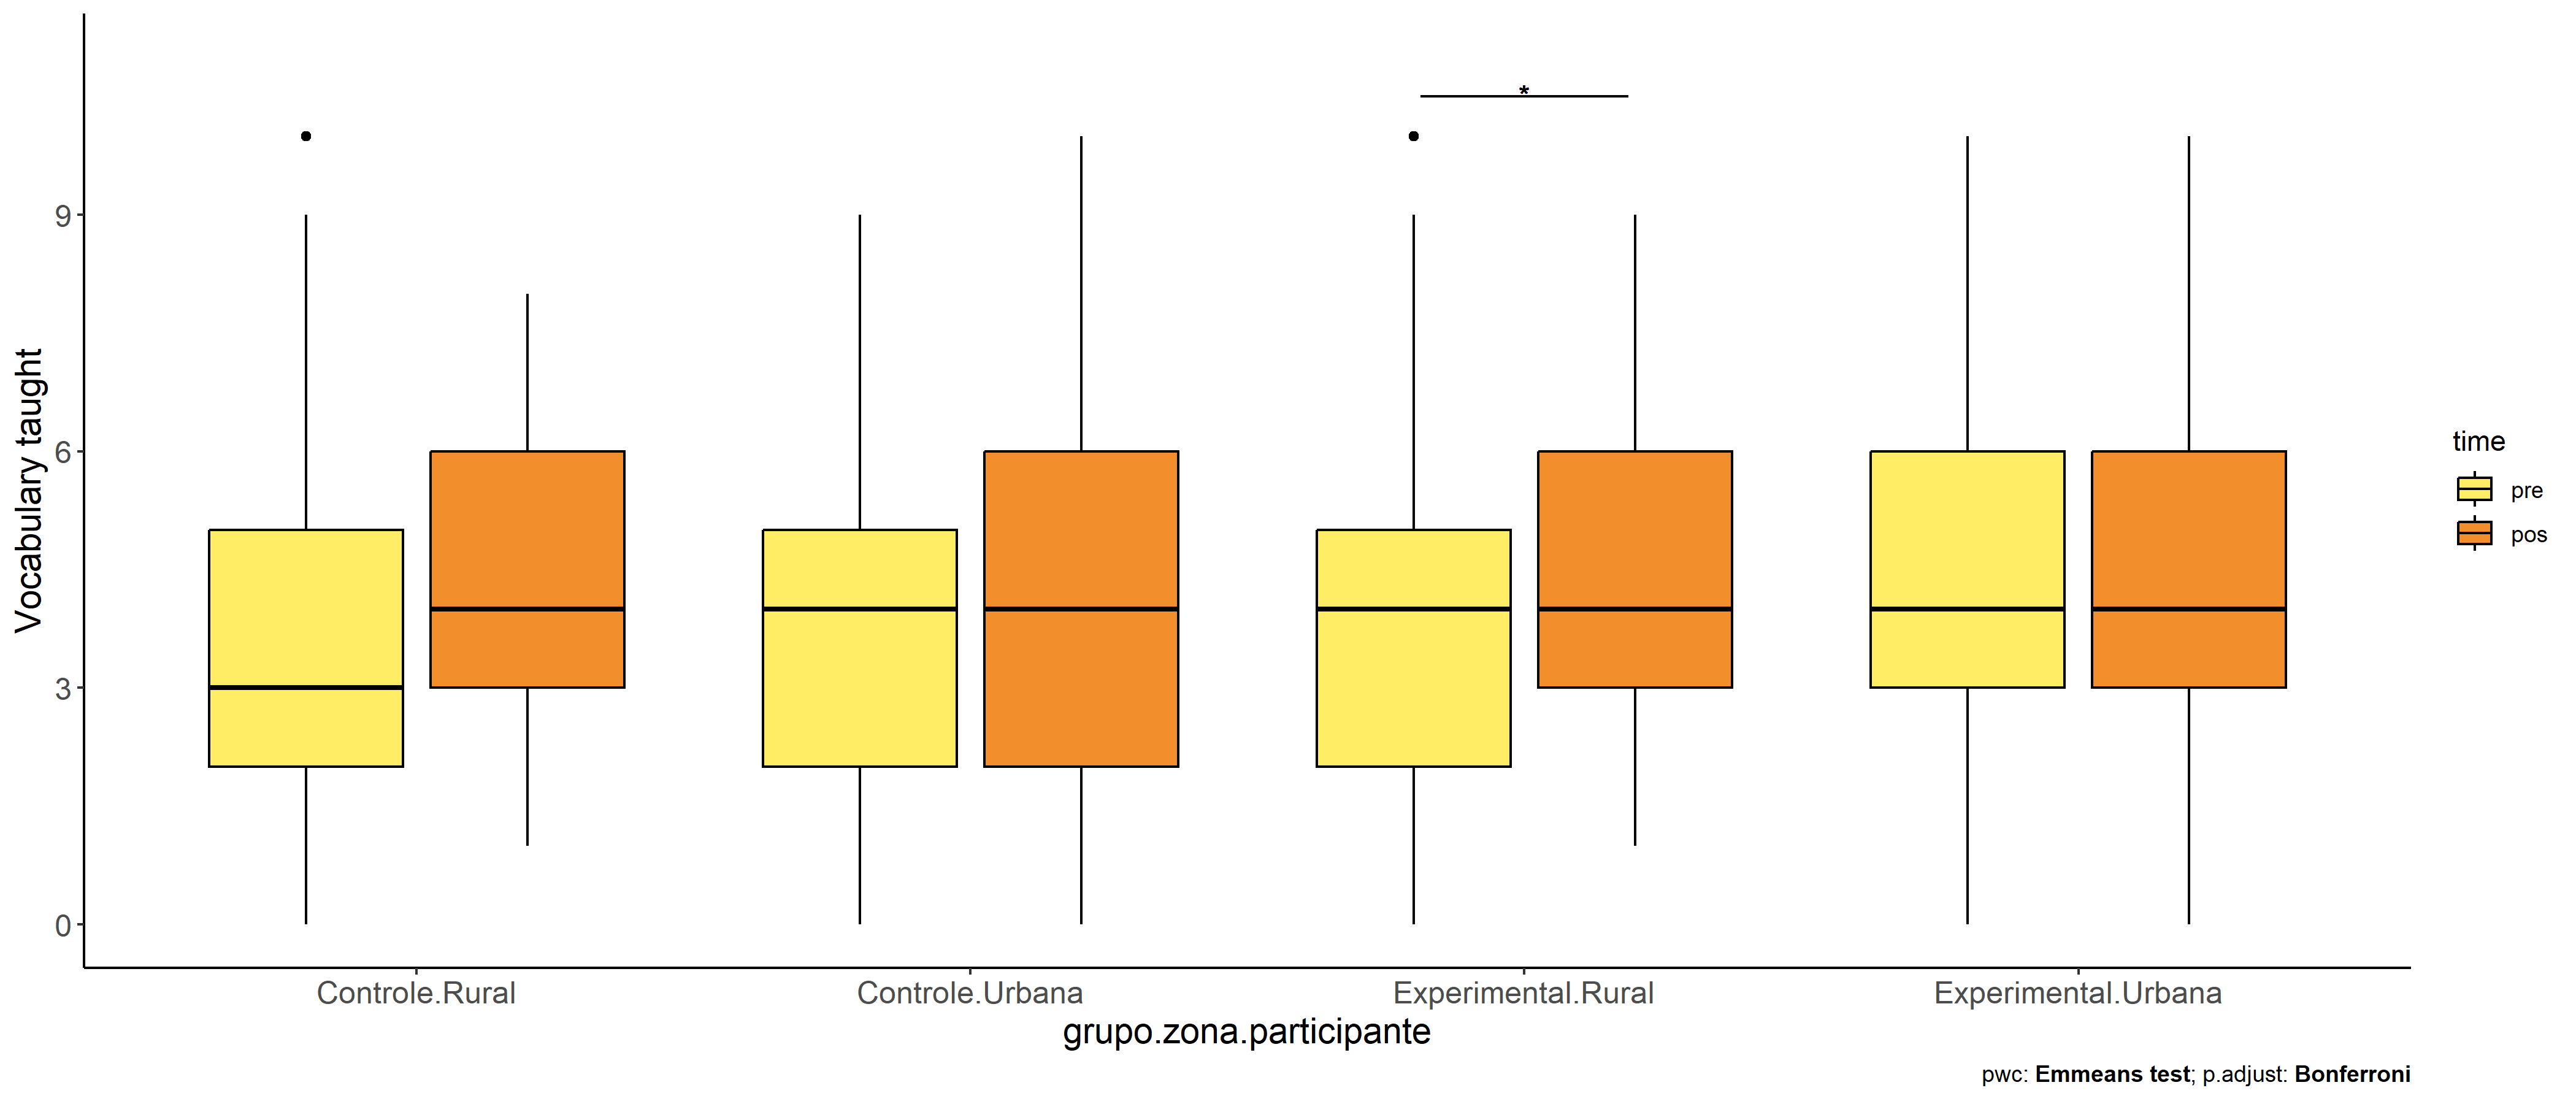 *
Vocabulary taught
9
6
3
0
Controle.Rural
Controle.Urbana
Experimental.Rural
Experimental.Urbana
grupo.zona.participante
time
pre
pos
pwc: Emmeans test; p.adjust: Bonferroni